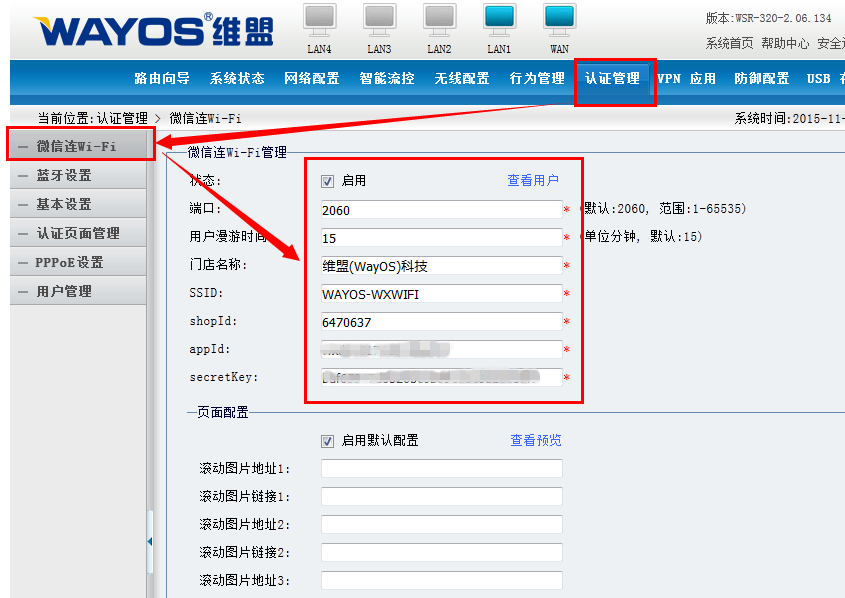 WAYOS®维盟
LAN4 LAN3 LAN2 LAN1 WAN
版本:WSR-320-2.06.134
系统首页 帮助中心 安全
路由向导 系统状态 网络配置 智能流控 无线配置 行为管理 认证管理 VPN 应用 防御配置 USB
当前位置:认证管理 > 微信连Wi-Fi
系统时间:2015-11-
— 微信连Wi-Fi
— 蓝牙设置
— 基本设置
— 认证页面管理
— PPPoE设置
— 用户管理
微信连Wi-Fi管理
状态: 启用 查看用户
端口: 2060 * (默认:2060, 范围:1-65535)
用户漫游时间 15 * (单位分钟, 默认:15)
门店名称: 维盟(WayOS)科技 *
SSID: WAYOS-WXWIFI *
shopId: 6470637 *
appId: *
secretKey: *
页面配置
启用默认配置 查看预览
滚动图片地址1:
滚动图片链接1:
滚动图片地址2:
滚动图片链接2:
滚动图片地址3: